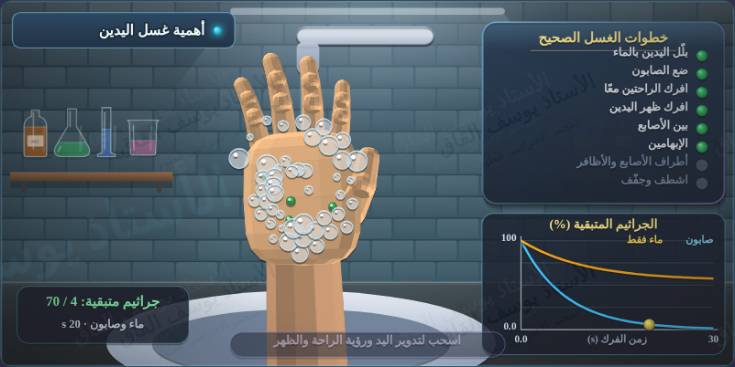 أهمية غسل اليدين
خطوات الغسل الصحيح
بلّل اليدين بالماء
ضع الصابون
افرك الراحتين معًا
افرك ظهر اليدين
بين الأصابع
الإبهامين
أطراف الأصابع والأظافر
اشطف وجفّف
الجراثيم المتبقية (%)
صابون
ماء فقط
100
0.0
0.0
زمن الفرك (s)
30
جراثيم متبقية: 4 / 70
ماء وصابون · 20 s
اسحب لتدوير اليد ورؤية الراحة والظهر